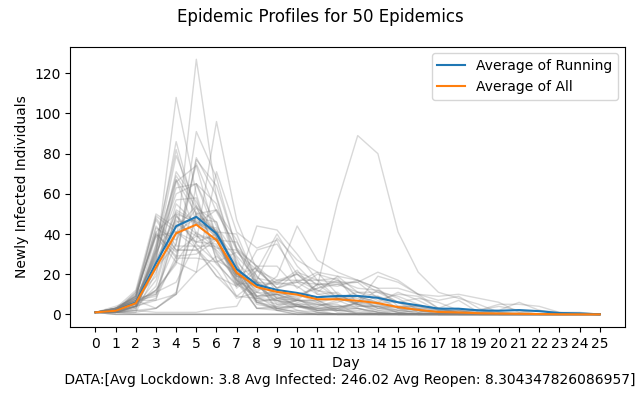 Epidemic Profiles for 50 Epidemics
Average of Running
Average of All
Newly Infected Individuals
120
100
80
60
40
20
0
0 1 2 3 4 5 6 7 8 9 10 11 12 13 14 15 16 17 18 19 20 21 22 23 24 25
Day
DATA:[Avg Lockdown: 3.8 Avg Infected: 246.02 Avg Reopen: 8.304347826086957]